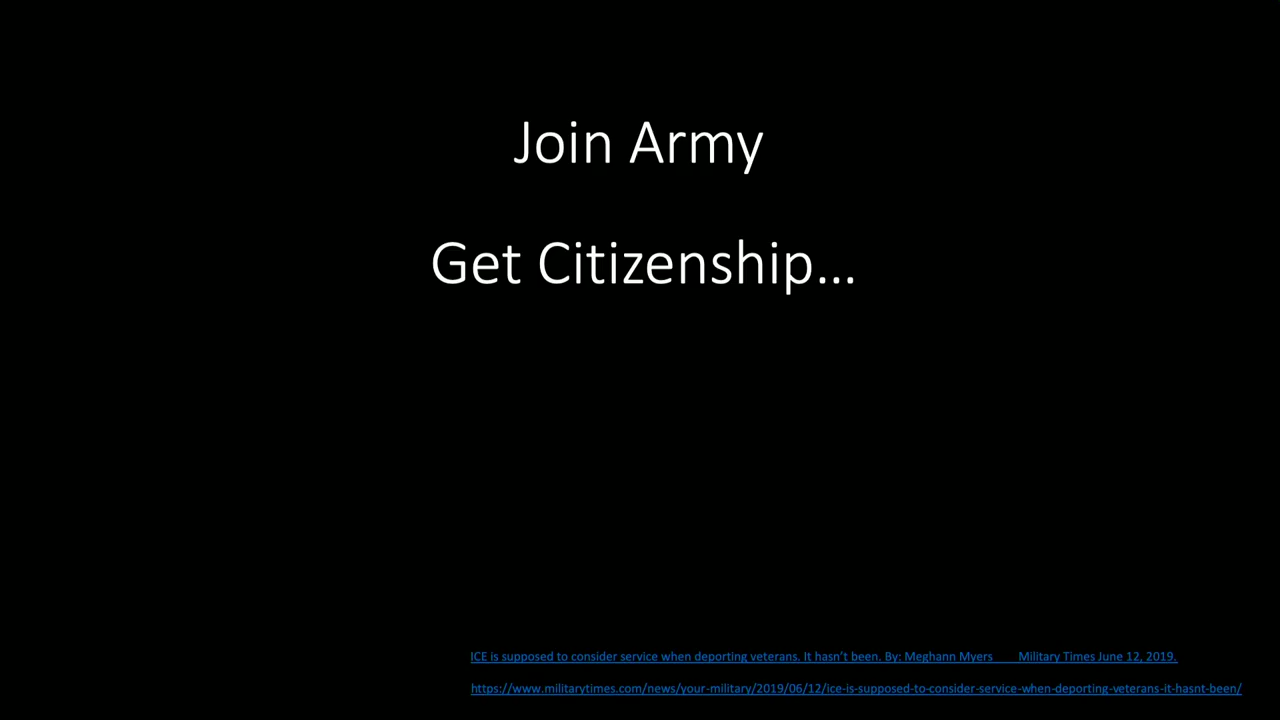 Join Army
Get Citizenship...
ICE is supposed to consider service when deporting veterans. It hasn't been. By: Meghann Myers Military Times June 12, 2019.
https://www.militarytimes.com/news/your-military/2019/06/12/ice-is-supposed-to-consider-service-when-deporting-veterans-it-hasnt-been/